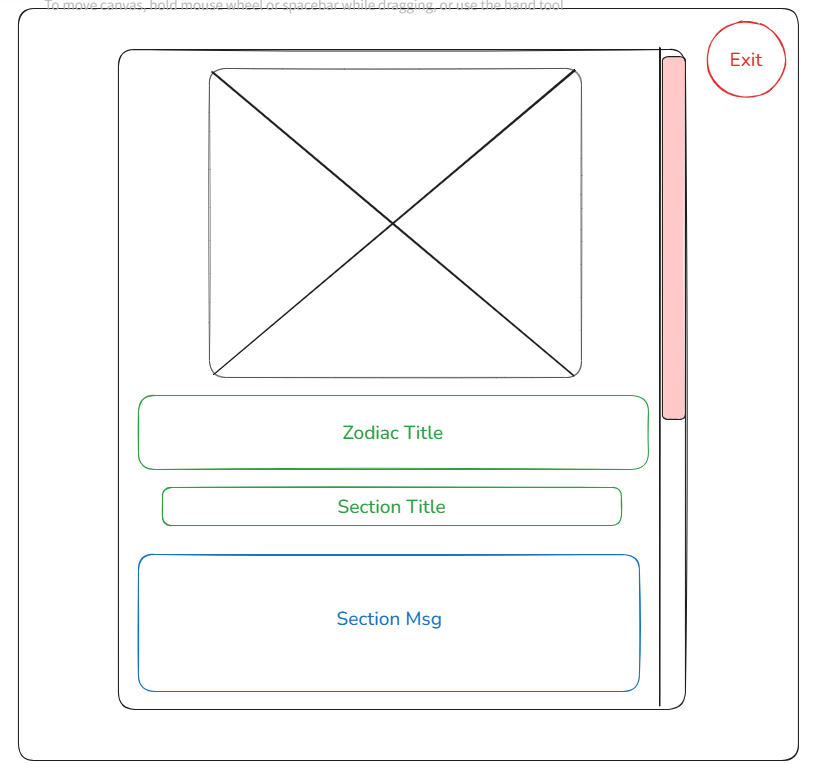 To move canvas, hold mouse wheel or spacebar while dragging, or use the hand tool
Exit
Zodiac Title
Section Title
Section Msg